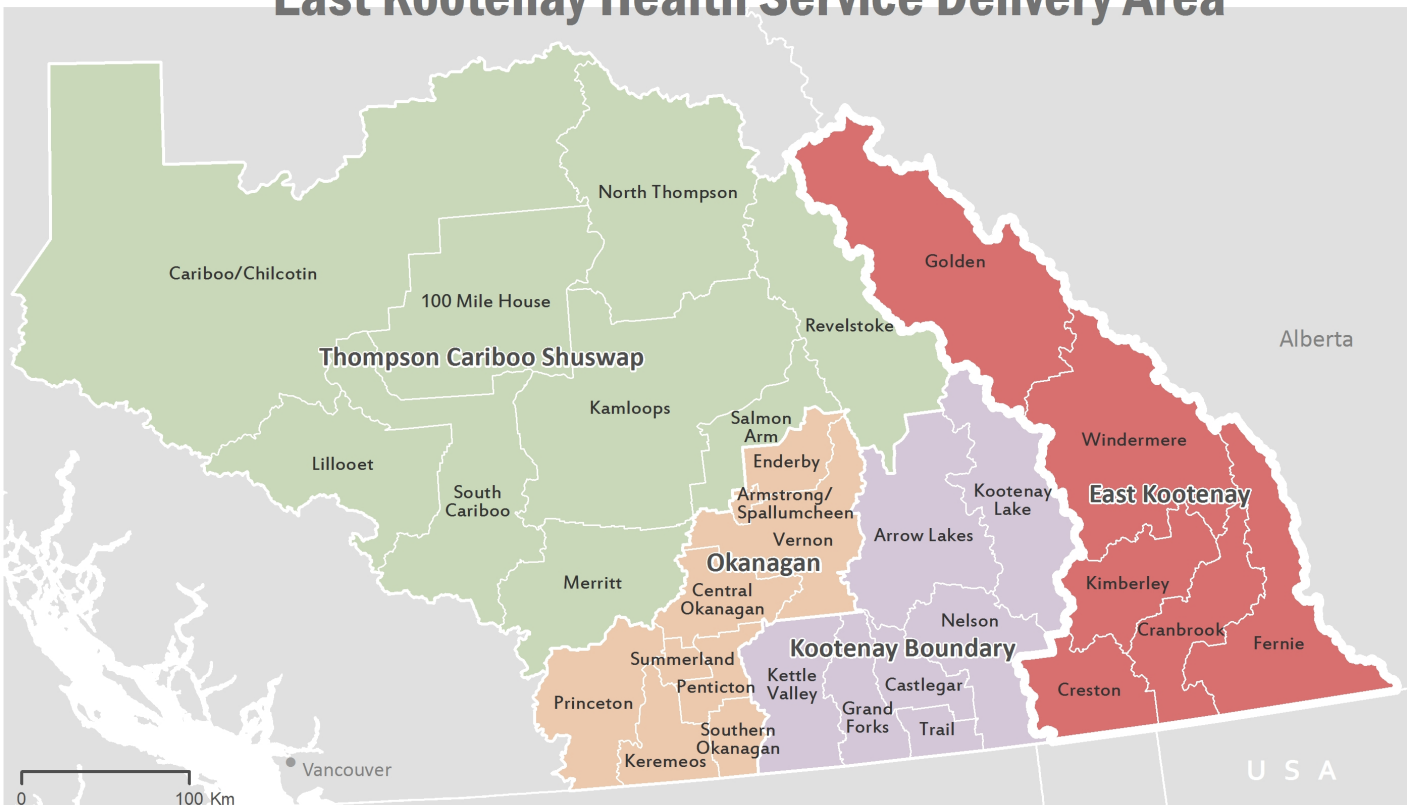 East Kootenay Health Service Delivery Area
North Thompson
Golden
Cariboo/Chilcotin
100 Mile House
Revelstoke
Alberta
Thompson Cariboo Shuswap
Kamloops
Salmon
Arm
Windermere
Lillooet
Enderby
South
Cariboo
Armstrong/
Spallumcheen
Kootenay
Lake
East Kootenay
Vernon
Arrow Lakes
Okanagan
Merritt
Central
Okanagan
Kimberley
Nelson
Cranbrook
Fernie
Kootenay Boundary
Summerland
Penticton
Kettle
Valley
Castlegar
Creston
Princeton
Grand
Forks
Trail
Southern
Okanagan
Keremeos
Vancouver
USA
0 100 Km